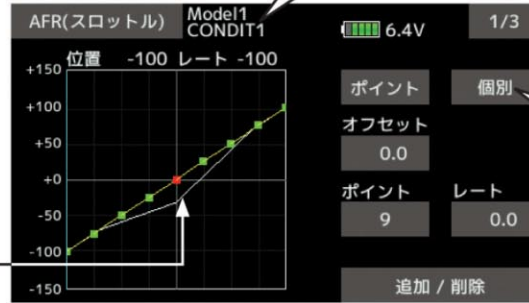 AFR(スロットル)
Model1
CONDIT1
6.4V
1/3
位置 -100 レート -100
+150
+100
+50
+0
-50
-100
-150
ポイント
個別
オフセット
0.0
ポイント レート
9 0.0
追加 / 削除